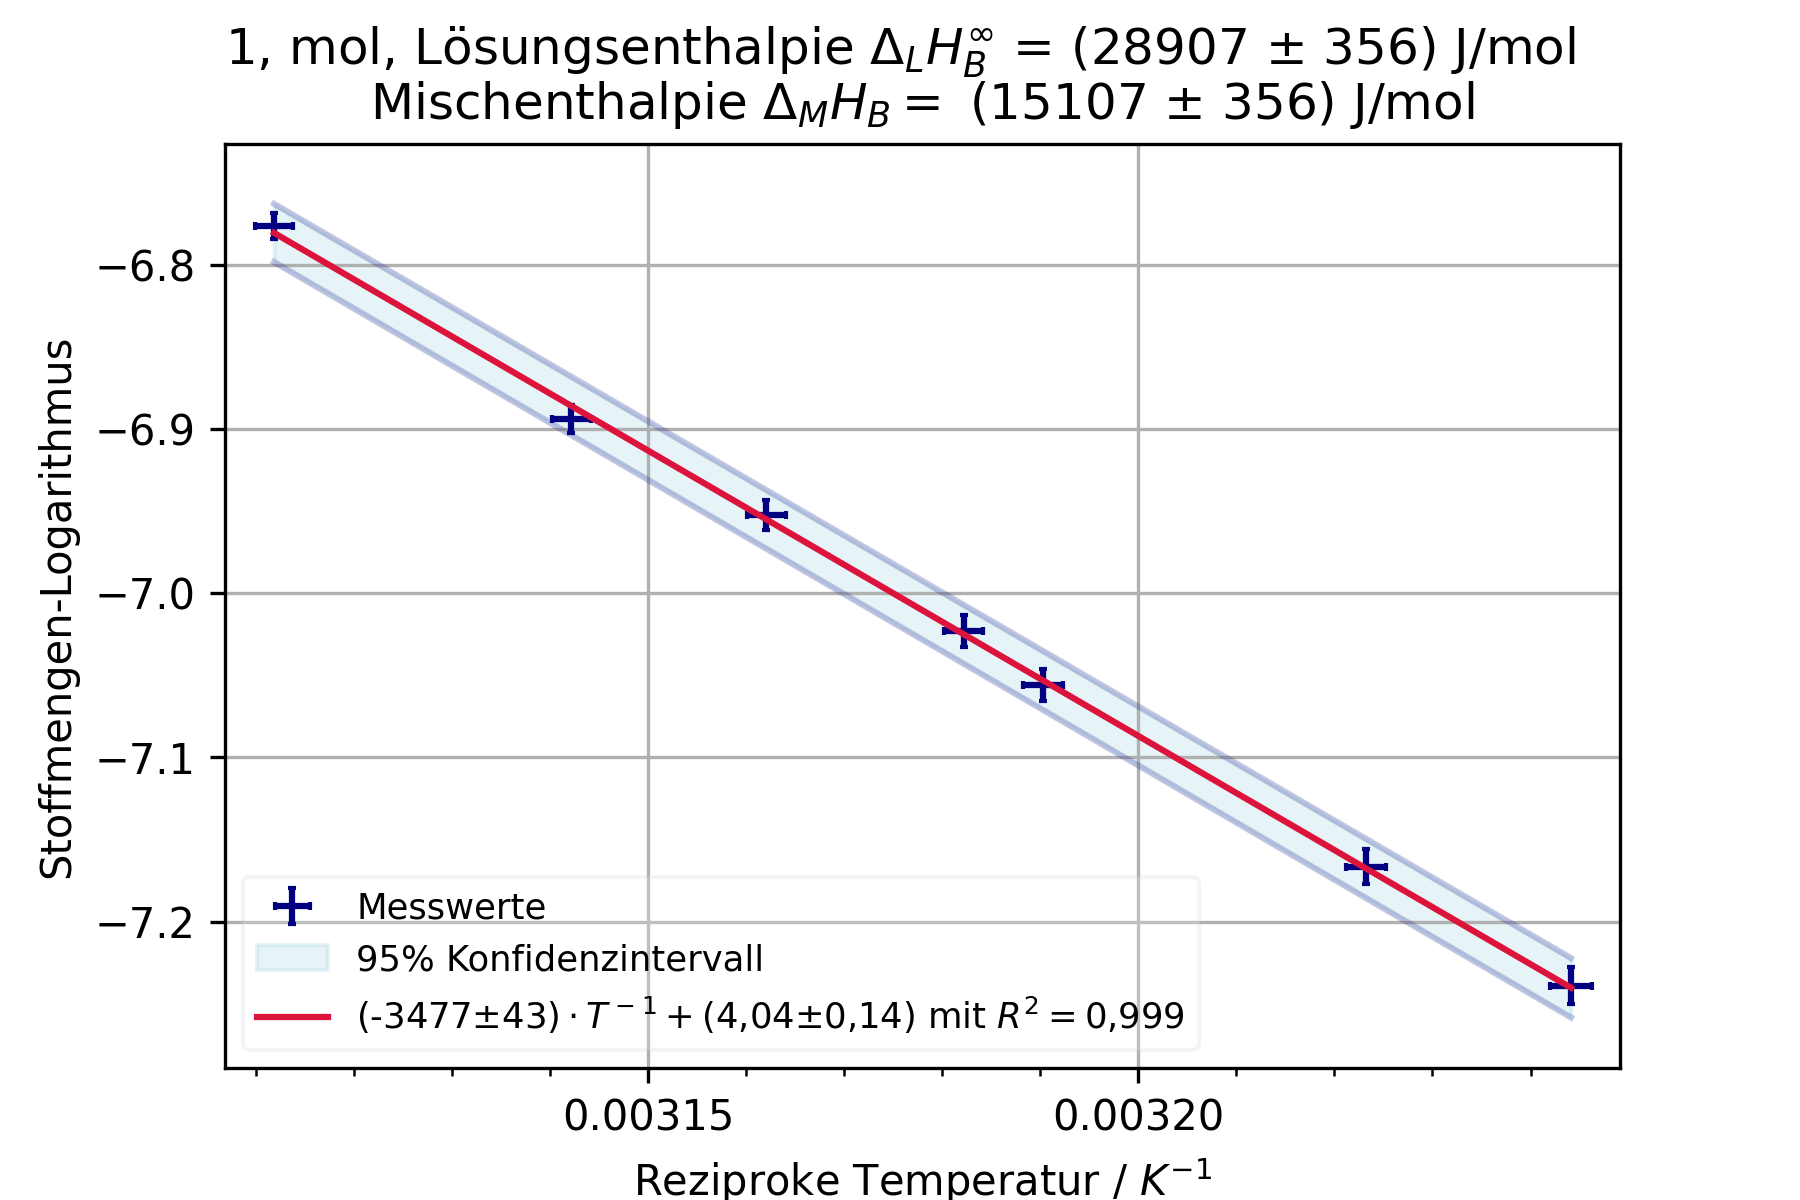 1, mol, Lösungsenthalpie Δ_L H_B^∞ = (28907 ± 356) J/mol
Mischenthalpie Δ_M H_B = (15107 ± 356) J/mol
Stoffmengen-Logarithmus
−6.8
−6.9
−7.0
−7.1
−7.2
Messwerte
95% Konfidenzintervall
(-3477±43) · T⁻¹ + (4,04±0,14) mit R² = 0,999
0.00315
0.00320
Reziproke Temperatur / K⁻¹